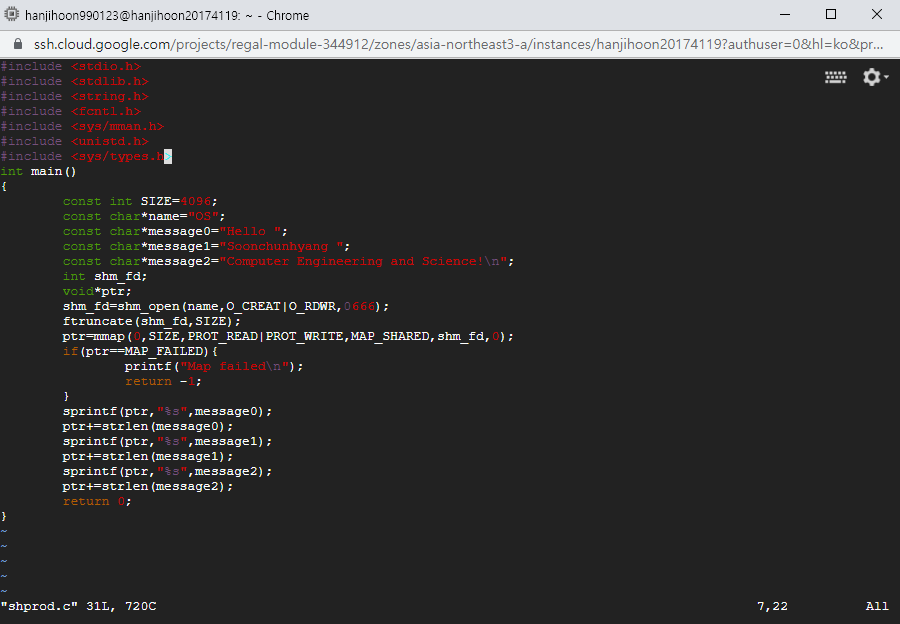 hanjihoon990123@hanjihoon20174119: ~ - Chrome
ssh.cloud.google.com/projects/regal-module-344912/zones/asia-northeast3-a/instances/hanjihoon20174119?authuser=0&hl=ko&pr...
#include <stdio.h>
#include <stdlib.h>
#include <string.h>
#include <fcntl.h>
#include <sys/mman.h>
#include <unistd.h>
#include <sys/types.h>
int main()
{
        const int SIZE=4096;
        const char*name="OS";
        const char*message0="Hello ";
        const char*message1="Soonchunhyang ";
        const char*message2="Computer Engineering and Science!\n";
        int shm_fd;
        void*ptr;
        shm_fd=shm_open(name,O_CREAT|O_RDWR,0666);
        ftruncate(shm_fd,SIZE);
        ptr=mmap(0,SIZE,PROT_READ|PROT_WRITE,MAP_SHARED,shm_fd,0);
        if(ptr==MAP_FAILED){
                printf("Map failed\n");
                return -1;
        }
        sprintf(ptr,"%s",message0);
        ptr+=strlen(message0);
        sprintf(ptr,"%s",message1);
        ptr+=strlen(message1);
        sprintf(ptr,"%s",message2);
        ptr+=strlen(message2);
        return 0;
}
~
~
~
~
~
"shprod.c" 31L, 720C 7,22 All